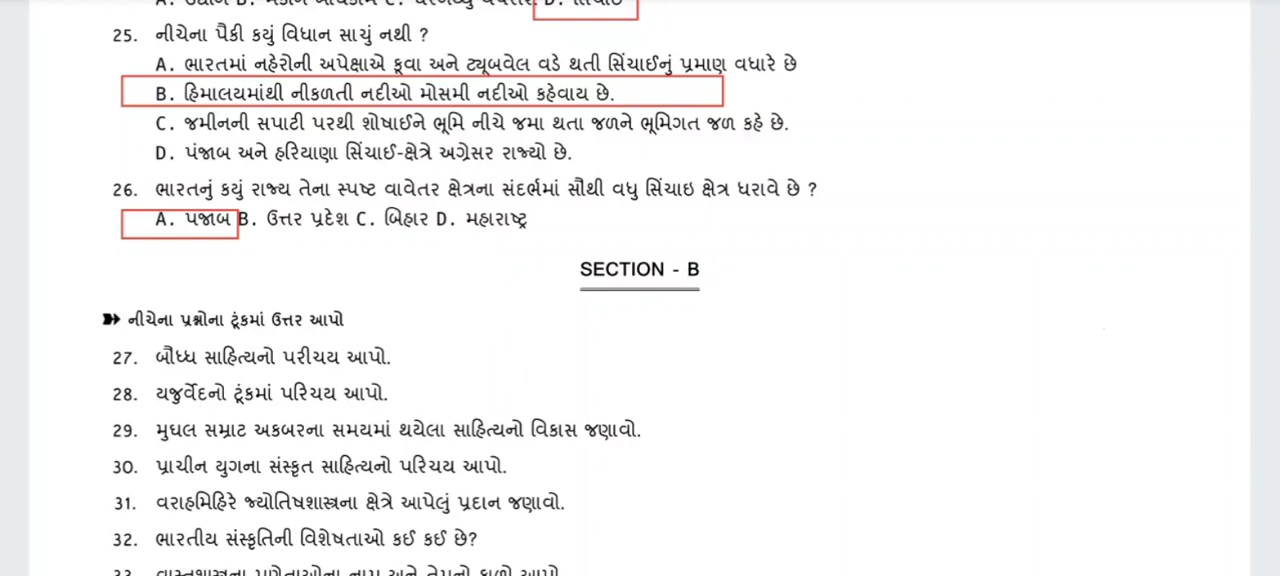 25. નીચેના પૈકી કયું વિધાન સાચું નથી ?
A. ભારતમાં નહેરોની અપેક્ષાએ કૂવા અને ટ્યૂબવેલ વડે થતી સિંચાઈનું પ્રમાણ વધારે છે
B. હિમાલયમાંથી નીકળતી નદીઓ મોસમી નદીઓ કહેવાય છે.
C. જમીનની સપાટી પરથી શોષાઈને ભૂમિ નીચે જમા થતા જળને ભૂમિગત જળ કહે છે.
D. પંજાબ અને હરિયાણા સિંચાઈ-ક્ષેત્રે અગ્રેસર રાજ્યો છે.
26. ભારતનું કયું રાજ્ય તેના સ્પષ્ટ વાવેતર ક્ષેત્રના સંદર્ભમાં સૌથી વધુ સિંચાઇ ક્ષેત્ર ધરાવે છે ?
A. પજાબ B. ઉત્તર પ્રદેશ C. બિહાર D. મહારાષ્ટ્ર
SECTION - B
નીચેના પ્રશ્નોના ટૂંકમાં ઉત્તર આપો
27. બૌધ્ધ સાહિત્યનો પરીચય આપો.
28. યજુર્વેદનો ટૂંકમાં પરિચય આપો.
29. મુઘલ સમ્રાટ અકબરના સમયમાં થયેલા સાહિત્યનો વિકાસ જણાવો.
30. પ્રાચીન યુગના સંસ્કૃત સાહિત્યનો પરિચય આપો.
31. વરાહમિહિરે જ્યોતિષશાસ્ત્રના ક્ષેત્રે આપેલું પ્રદાન જણાવો.
32. ભારતીય સંસ્કૃતિની વિશેષતાઓ કઈ કઈ છે?